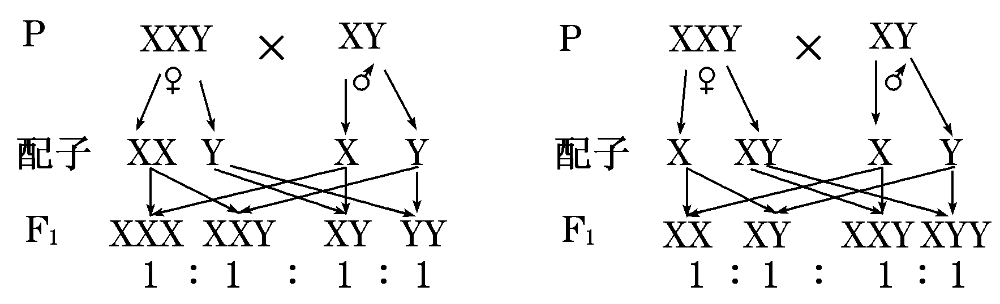 P XXY × XY P XXY × XY
♀ ♂ ♀ ♂
配子 XX Y X Y 配子 X XY X Y
F₁ XXX XXY XY YY F₁ XX XY XXY XYY
1 : 1 : 1 : 1 1 : 1 : 1 : 1